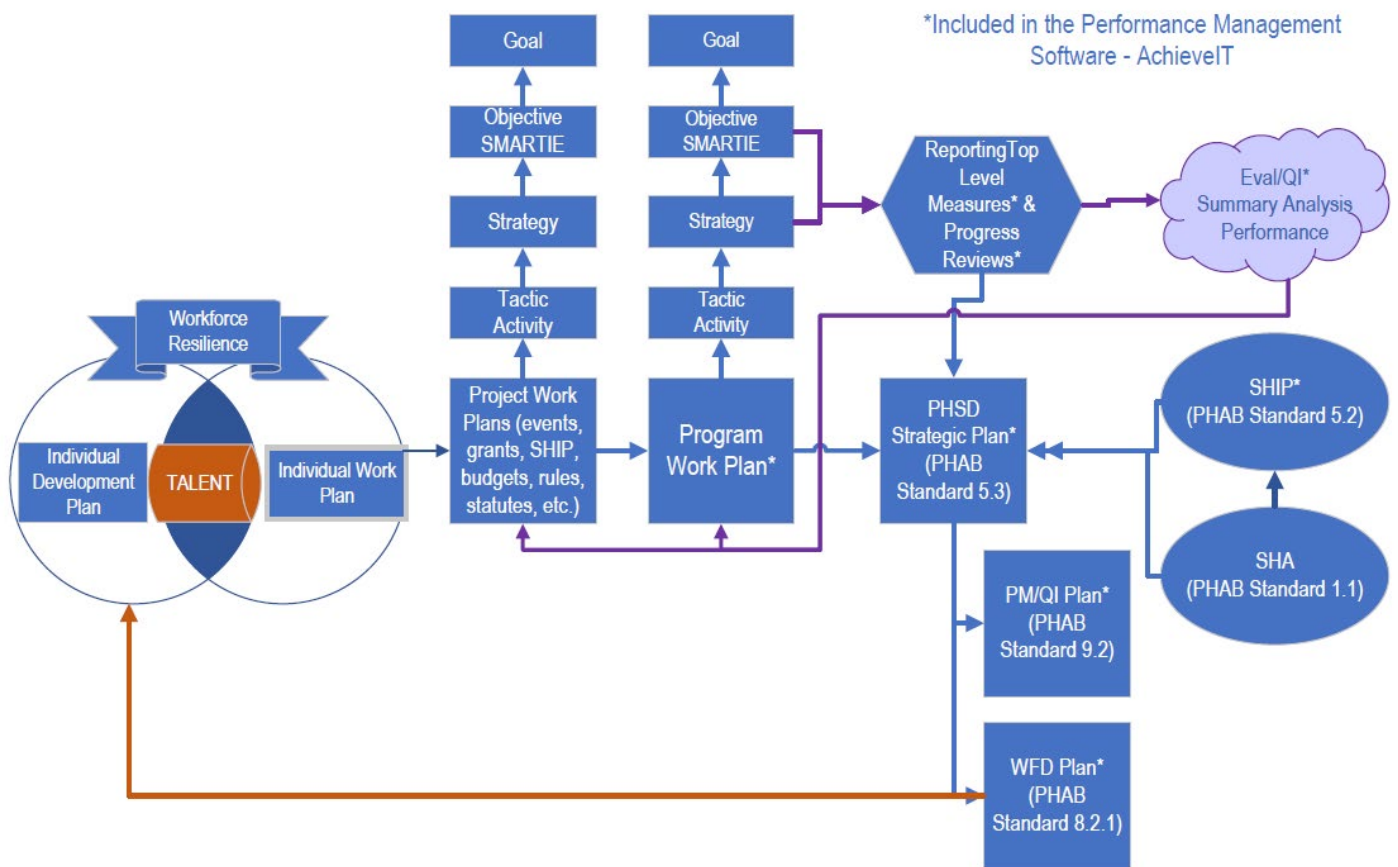 *Included in the Performance Management
Software - AchieveIT
Goal
Objective
SMARTIE
Strategy
Tactic
Activity
Goal
Objective
SMARTIE
Strategy
Tactic
Activity
ReportingTop
Level
Measures* &
Progress
Reviews*
Eval/QI*
Summary Analysis
Performance
Workforce
Resilience
Individual
Development
Plan
TALENT
Individual Work
Plan
Project Work
Plans (events,
grants, SHIP,
budgets, rules,
statutes, etc.)
Program
Work Plan*
PHSD
Strategic Plan*
(PHAB
Standard 5.3)
SHIP*
(PHAB Standard 5.2)
SHA
(PHAB Standard 1.1)
PM/QI Plan*
(PHAB
Standard 9.2)
WFD Plan*
(PHAB
Standard 8.2.1)